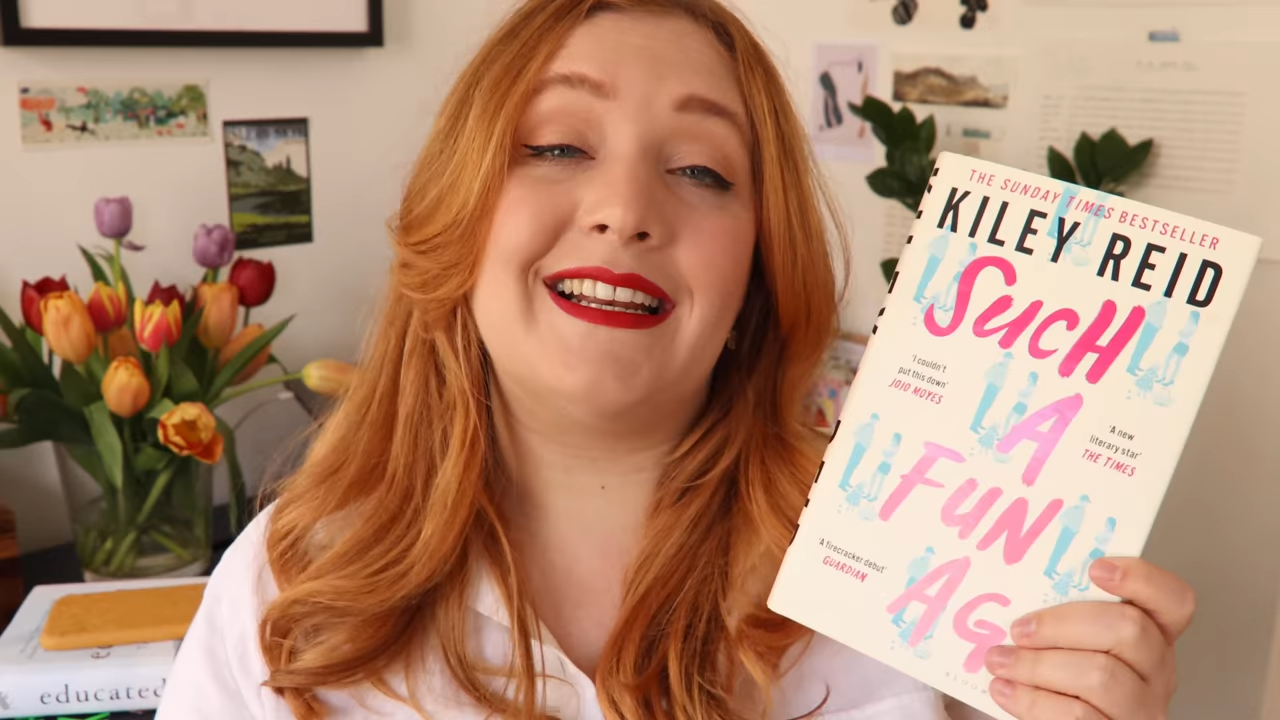 THE SUNDAY TIMES BESTSELLER
KILEY REID
SUCH
A
FUN
AG
'I couldn't
put this down'
JOJO MOYES
'A new
literary star'
THE TIMES
'A firecracker debut'
GUARDIAN
BLOOM
educated